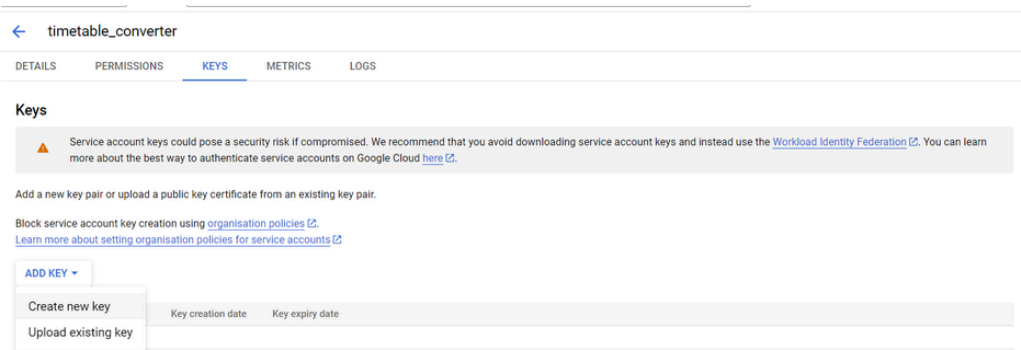 timetable_converter
DETAILS PERMISSIONS KEYS METRICS LOGS
Keys
Service account keys could pose a security risk if compromised. We recommend that you avoid downloading service account keys and instead use the Workload Identity Federation. You can learn
more about the best way to authenticate service accounts on Google Cloud here.
Add a new key pair or upload a public key certificate from an existing key pair.
Block service account key creation using organisation policies.
Learn more about setting organisation policies for service accounts
ADD KEY
Create new key
Key creation date Key expiry date
Upload existing key